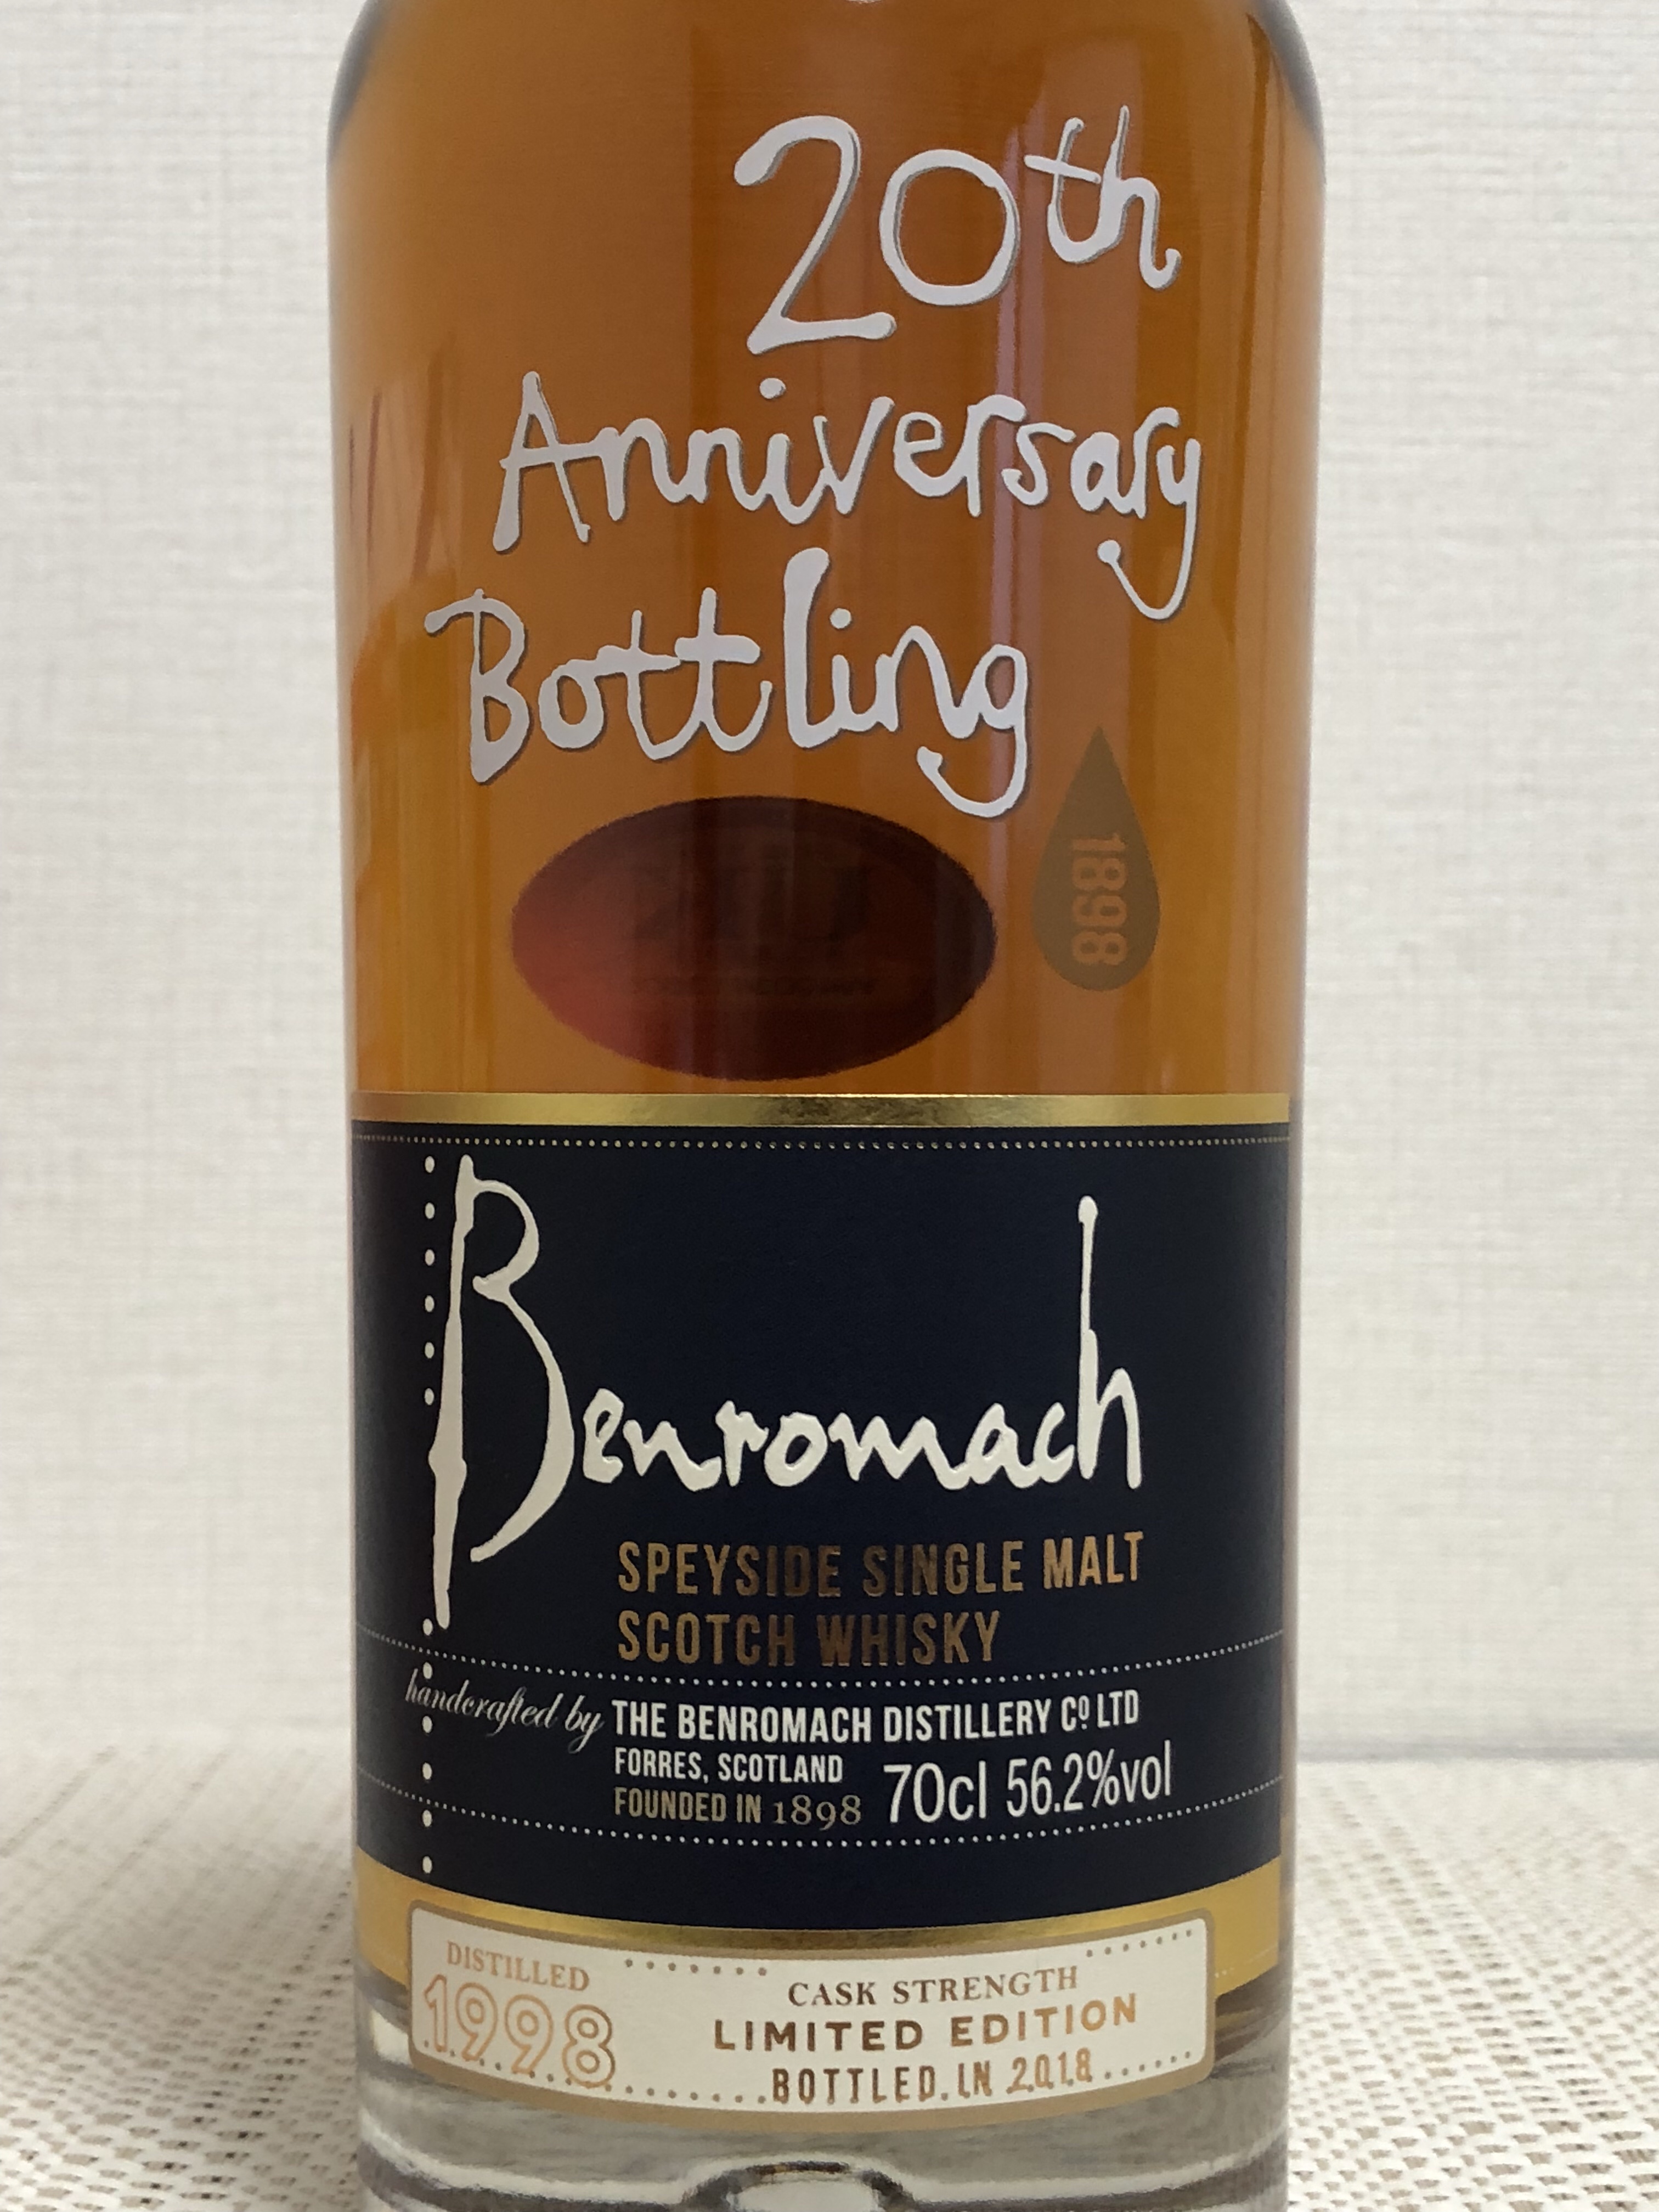 20th
Anniversary
Bottling
1898
Benromach
SPEYSIDE SINGLE MALT
SCOTCH WHISKY
handcrafted by THE BENROMACH DISTILLERY Cº LTD
FORRES, SCOTLAND
FOUNDED IN 1898 70cl 56.2%vol
DISTILLED
1998
CASK STRENGTH
LIMITED EDITION
BOTTLED IN 2018